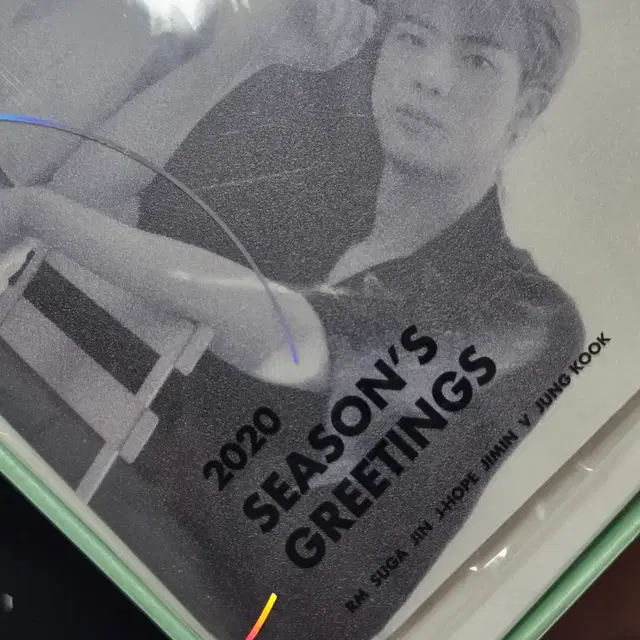 2020
SEASON'S
GREETINGS
RM SUGA JIN J-HOPE JIMIN V JUNG KOOK